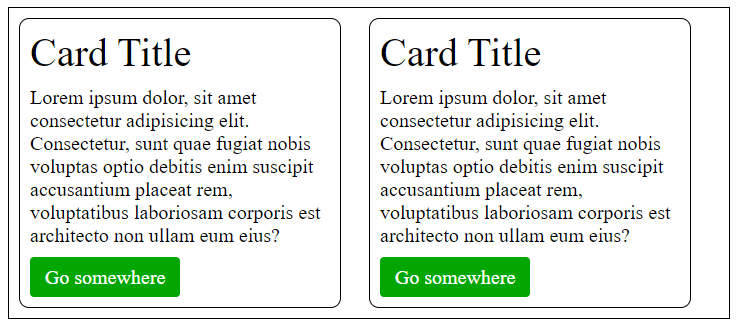 Card Title
Lorem ipsum dolor, sit amet
consectetur adipisicing elit.
Consectetur, sunt quae fugiat nobis
voluptas optio debitis enim suscipit
accusantium placeat rem,
voluptatibus laboriosam corporis est
architecto non ullam eum eius?
Go somewhere
Card Title
Lorem ipsum dolor, sit amet
consectetur adipisicing elit.
Consectetur, sunt quae fugiat nobis
voluptas optio debitis enim suscipit
accusantium placeat rem,
voluptatibus laboriosam corporis est
architecto non ullam eum eius?
Go somewhere